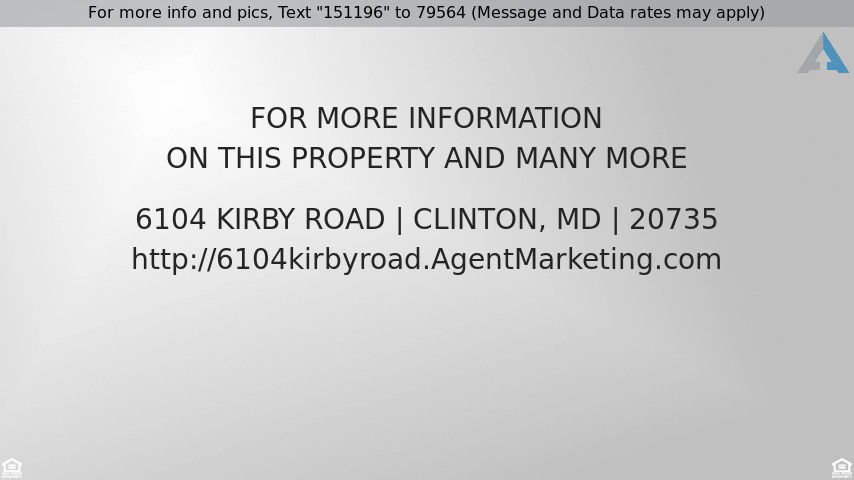 For more info and pics, Text "151196" to 79564 (Message and Data rates may apply)
FOR MORE INFORMATION
ON THIS PROPERTY AND MANY MORE
6104 KIRBY ROAD | CLINTON, MD | 20735
http://6104kirbyroad.AgentMarketing.com